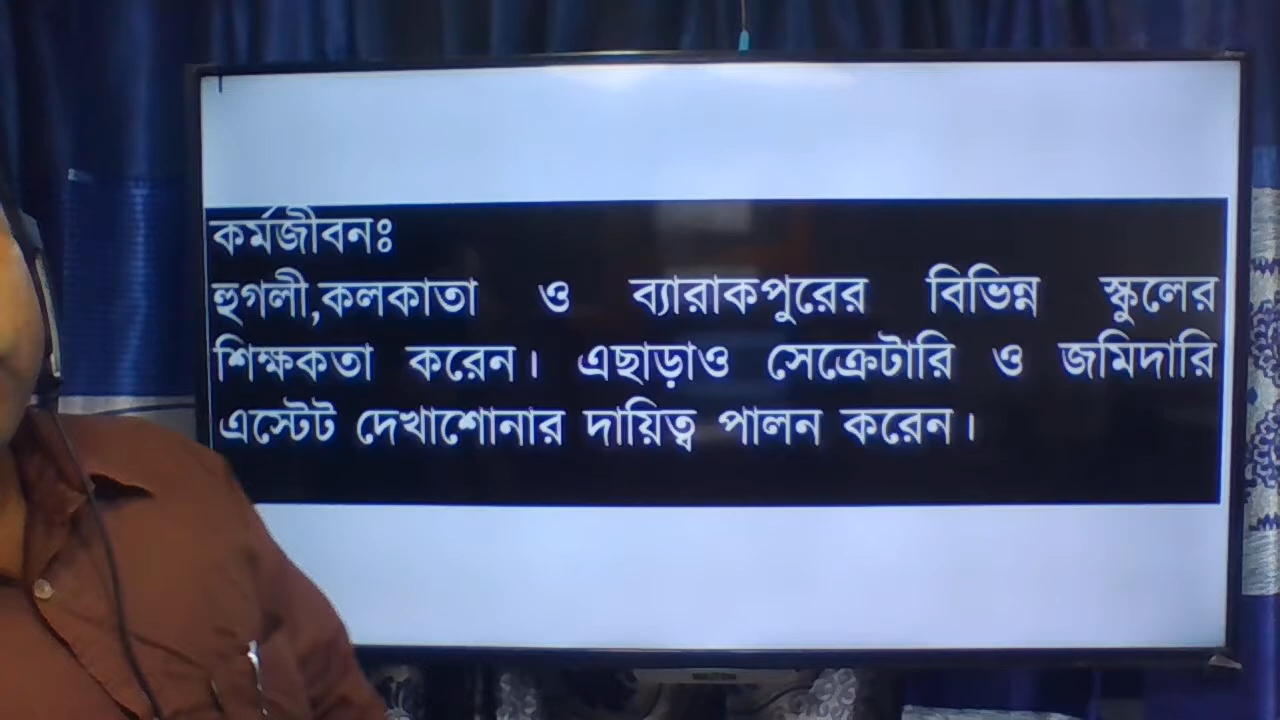 কর্মজীবনঃ
হুগলী,কলকাতা ও ব্যারাকপুরের বিভিন্ন স্কুলের
শিক্ষকতা করেন। এছাড়াও সেক্রেটারি ও জমিদারি
এস্টেট দেখাশোনার দায়িত্ব পালন করেন।